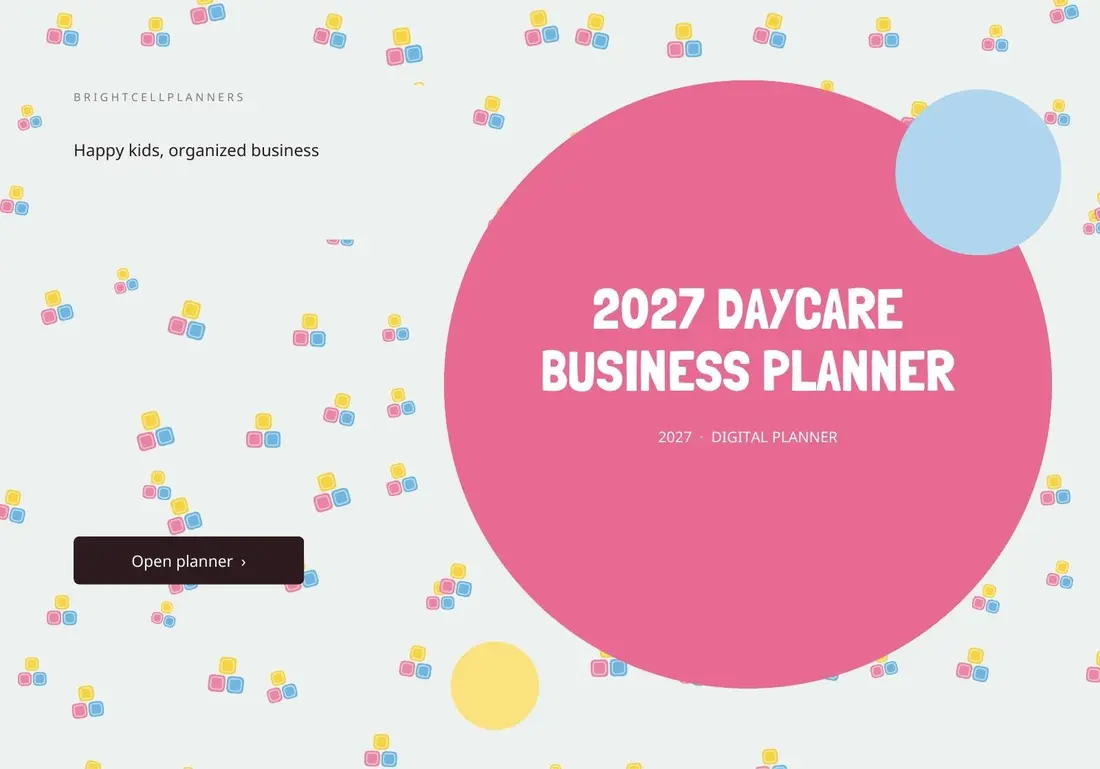 BRIGHTCELLPLANNERS
Happy kids, organized business
2027 DAYCARE
BUSINESS PLANNER
2027 · DIGITAL PLANNER
Open planner ›